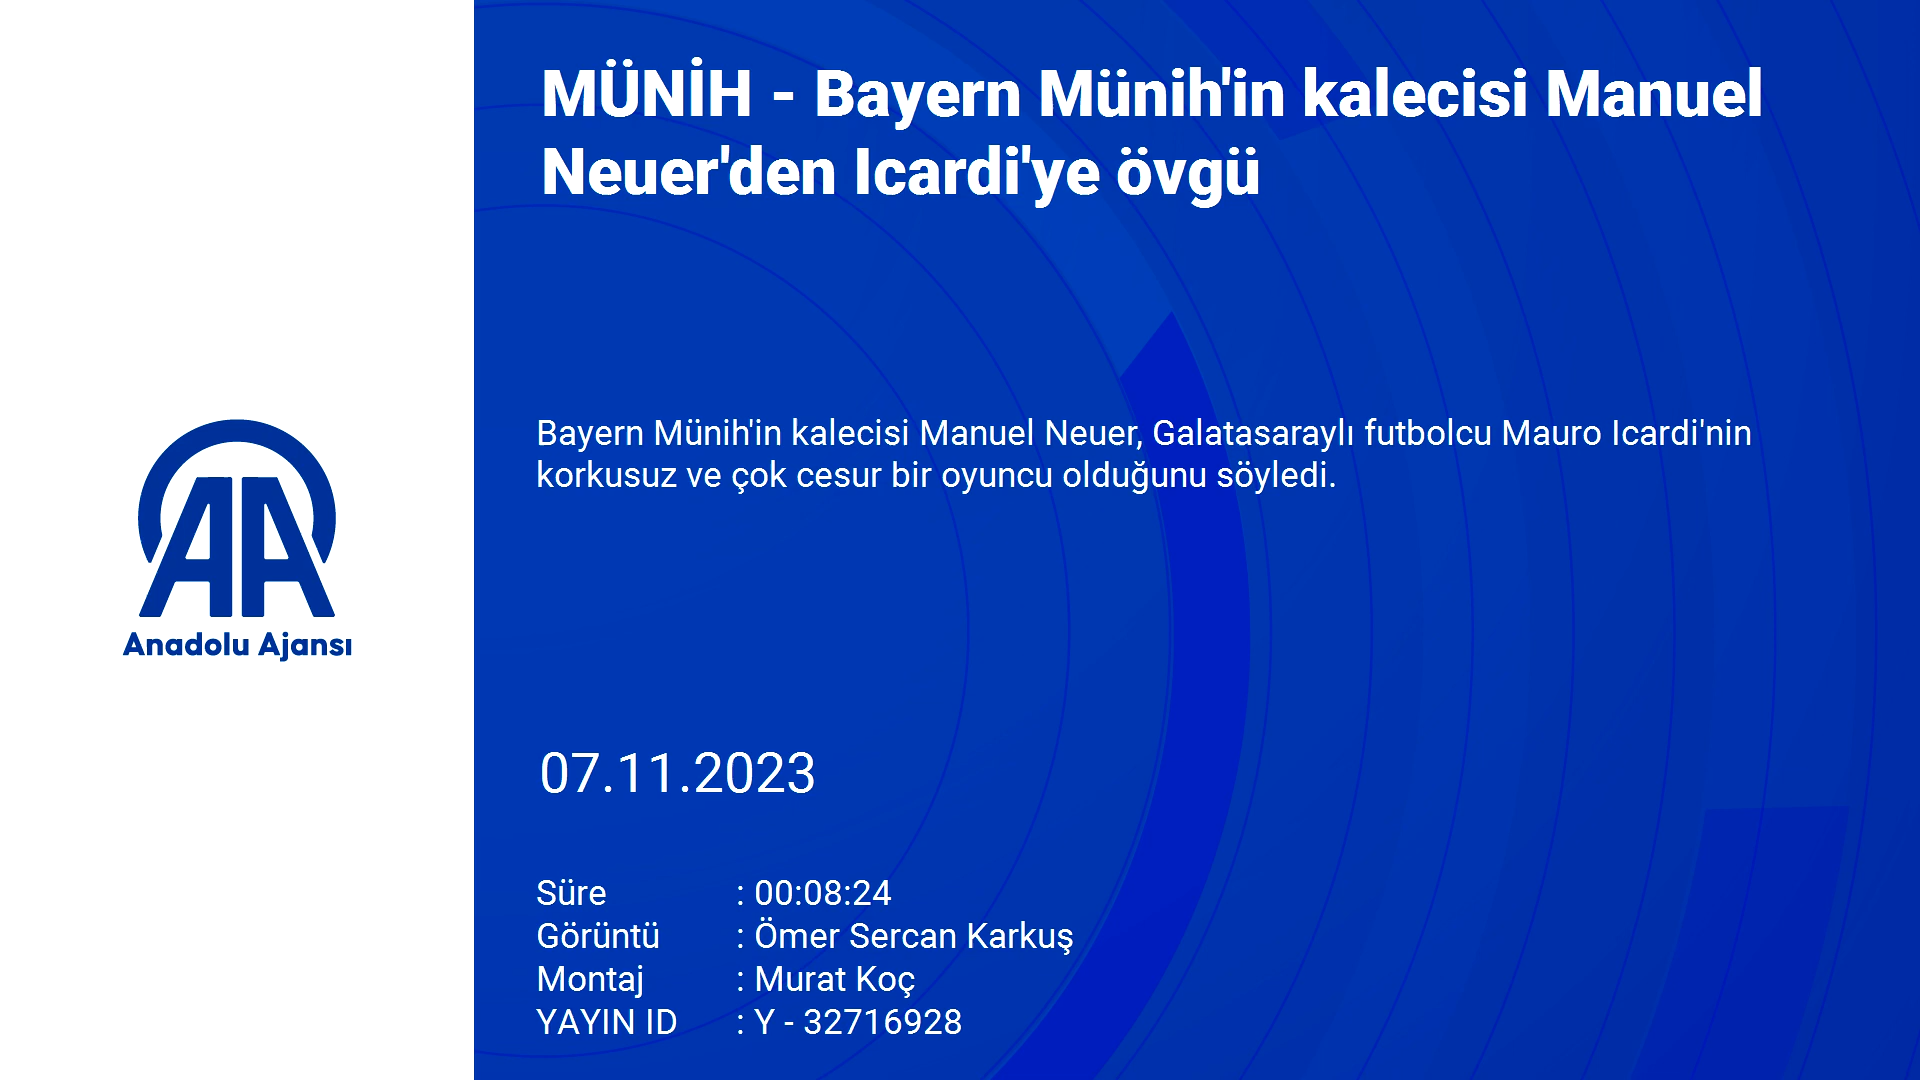 MÜNİH - Bayern Münih'in kalecisi Manuel
Neuer'den Icardi'ye övgü
Bayern Münih'in kalecisi Manuel Neuer, Galatasaraylı futbolcu Mauro Icardi'nin
korkusuz ve çok cesur bir oyuncu olduğunu söyledi.
AA
Anadolu Ajansı
07.11.2023
Süre : 00:08:24
Görüntü : Ömer Sercan Karkuş
Montaj : Murat Koç
YAYIN ID : Y - 32716928